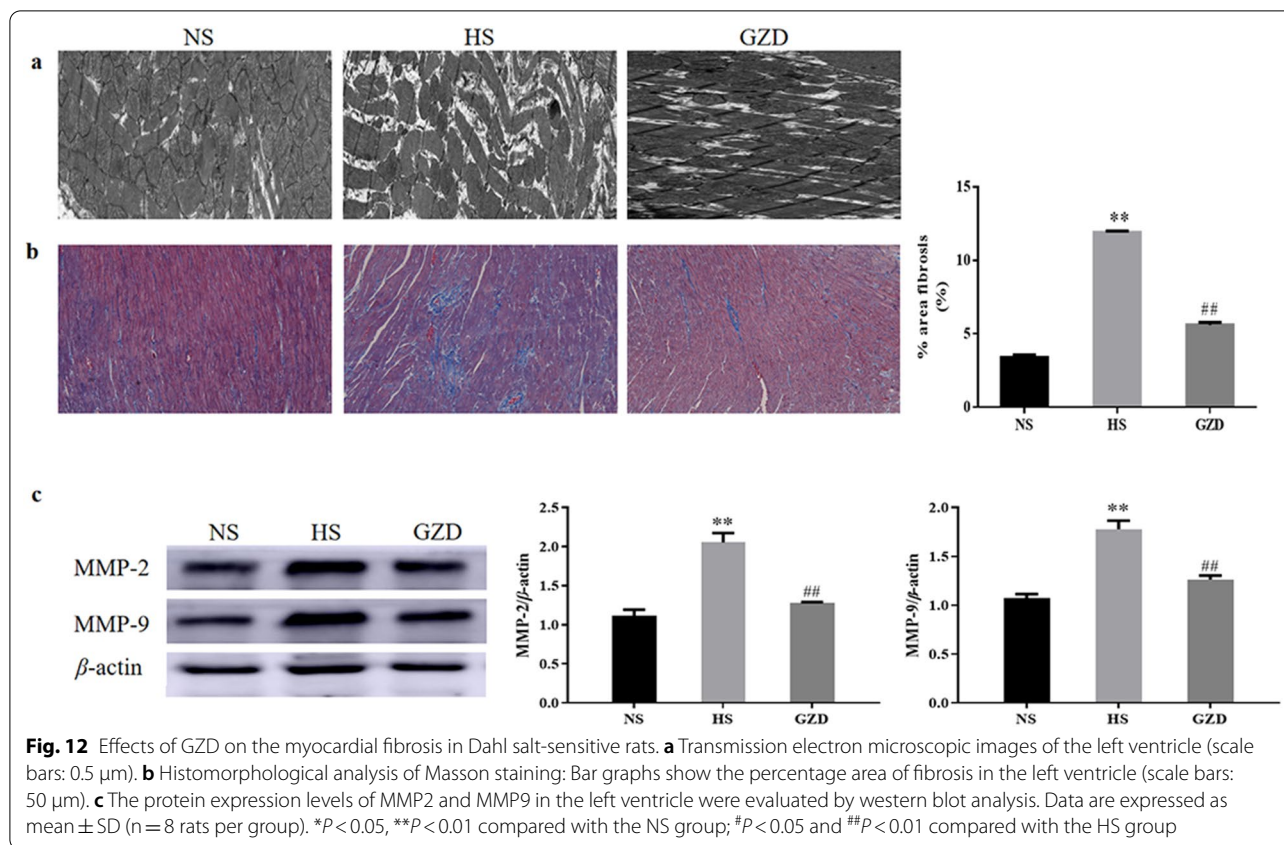 NS HS GZD
a
b
% area fibrosis
(%)
15
10
5
0
**
##
NS HS GZD
c
NS HS GZD
MMP-2
MMP-9
β-actin
MMP-2/β-actin
2.5
2.0
1.5
1.0
0.5
0.0
**
##
NS HS GZD
MMP-9/β-actin
2.0
1.5
1.0
0.5
0.0
**
##
NS HS GZD
Fig. 12 Effects of GZD on the myocardial fibrosis in Dahl salt-sensitive rats. a Transmission electron microscopic images of the left ventricle (scale
bars: 0.5 μm). b Histomorphological analysis of Masson staining: Bar graphs show the percentage area of fibrosis in the left ventricle (scale bars:
50 μm). c The protein expression levels of MMP2 and MMP9 in the left ventricle were evaluated by western blot analysis. Data are expressed as
mean ± SD (n = 8 rats per group). *P < 0.05, **P < 0.01 compared with the NS group; #P < 0.05 and ##P < 0.01 compared with the HS group